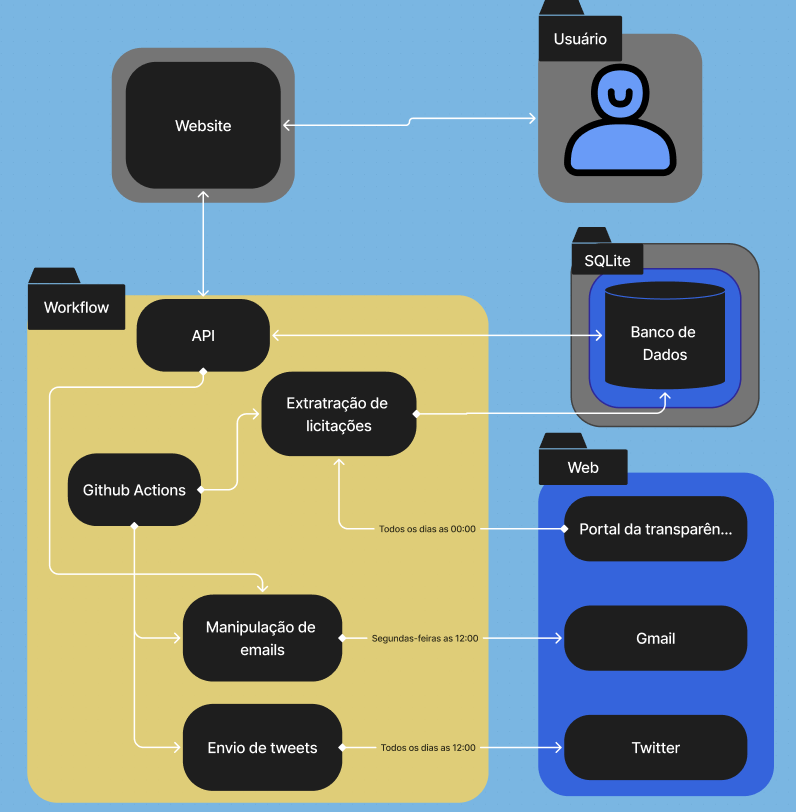 Usuário
Website
SQLite
Workflow
API
Banco de
Dados
Extratração de
licitações
Web
Github Actions
Todos os dias as 00:00
Portal da transparên...
Manipulação de
emails
Segundas-feiras as 12:00
Gmail
Envio de tweets
Todos os dias as 12:00
Twitter